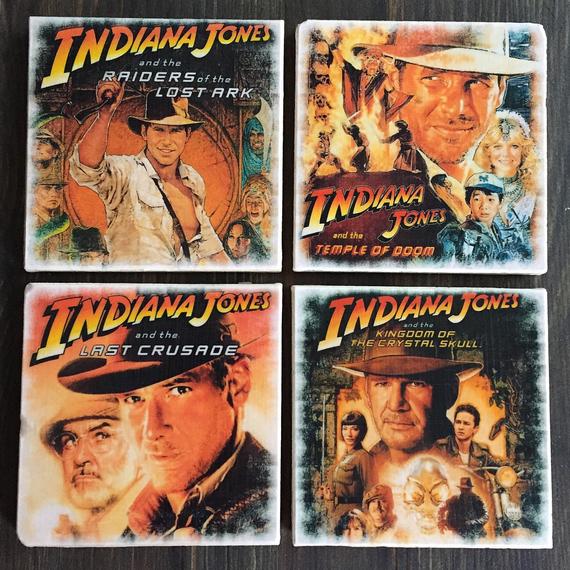 INDIANA JONES
and the
RAIDERS of the
LOST ARK
INDIANA
JONES
and the
TEMPLE OF DOOM
INDIANA JONES
and the
LAST CRUSADE
INDIANA JONES
and the
KINGDOM OF
THE CRYSTAL SKULL